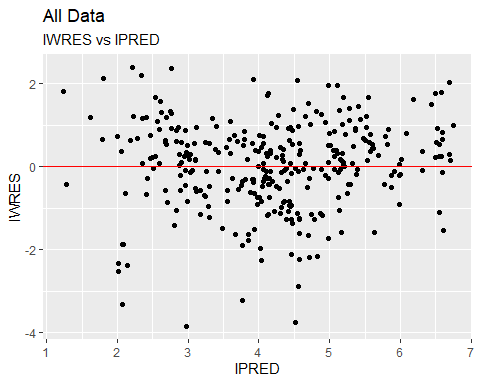 All Data
IWRES vs IPRED
IWRES
2
0
-2
-4
1 2 3 4 5 6 7
IPRED